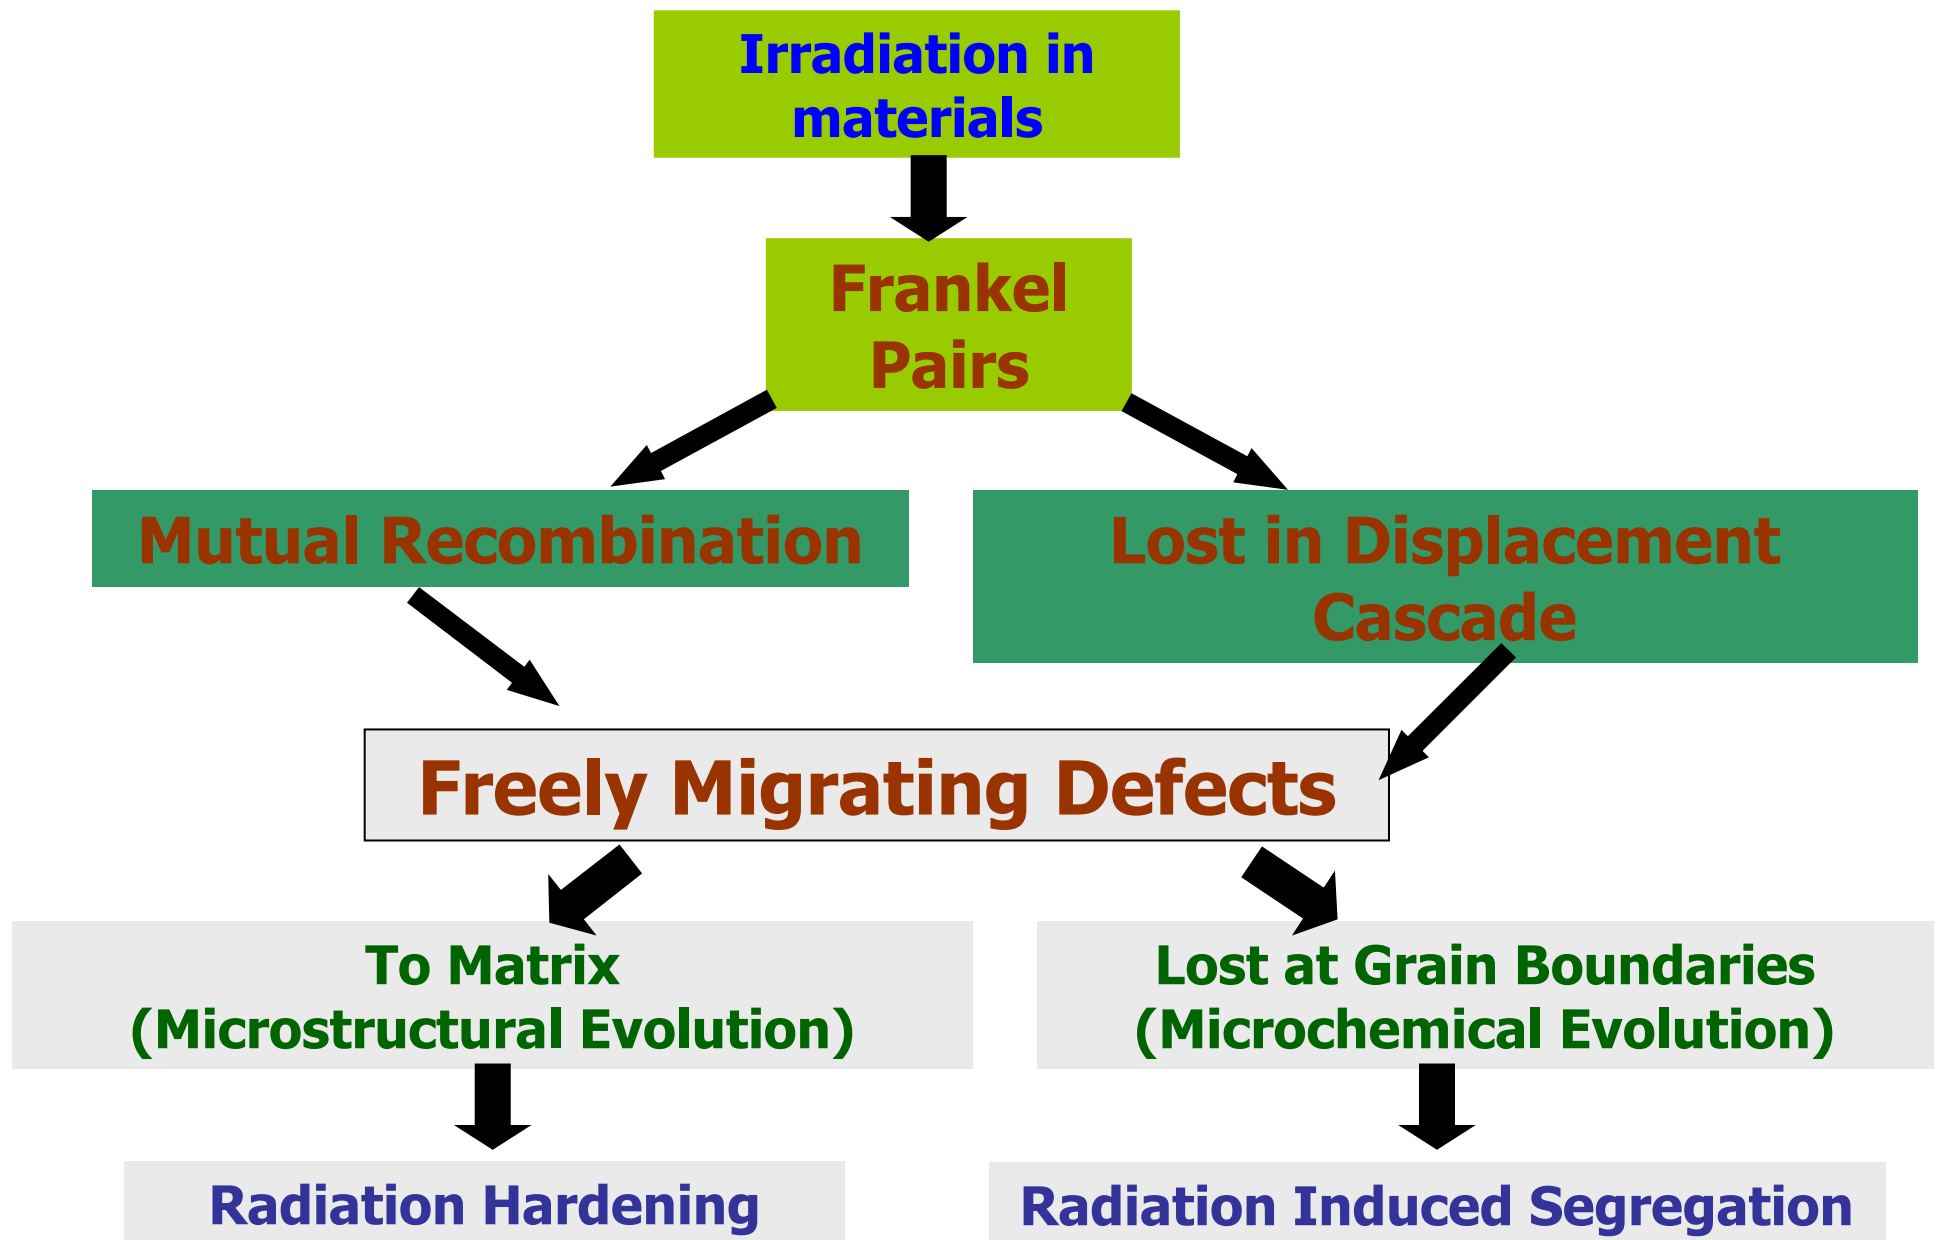 Irradiation in
materials
Frankel
Pairs
Mutual Recombination
Lost in Displacement
Cascade
Freely Migrating Defects
To Matrix
(Microstructural Evolution)
Lost at Grain Boundaries
(Microchemical Evolution)
Radiation Hardening
Radiation Induced Segregation